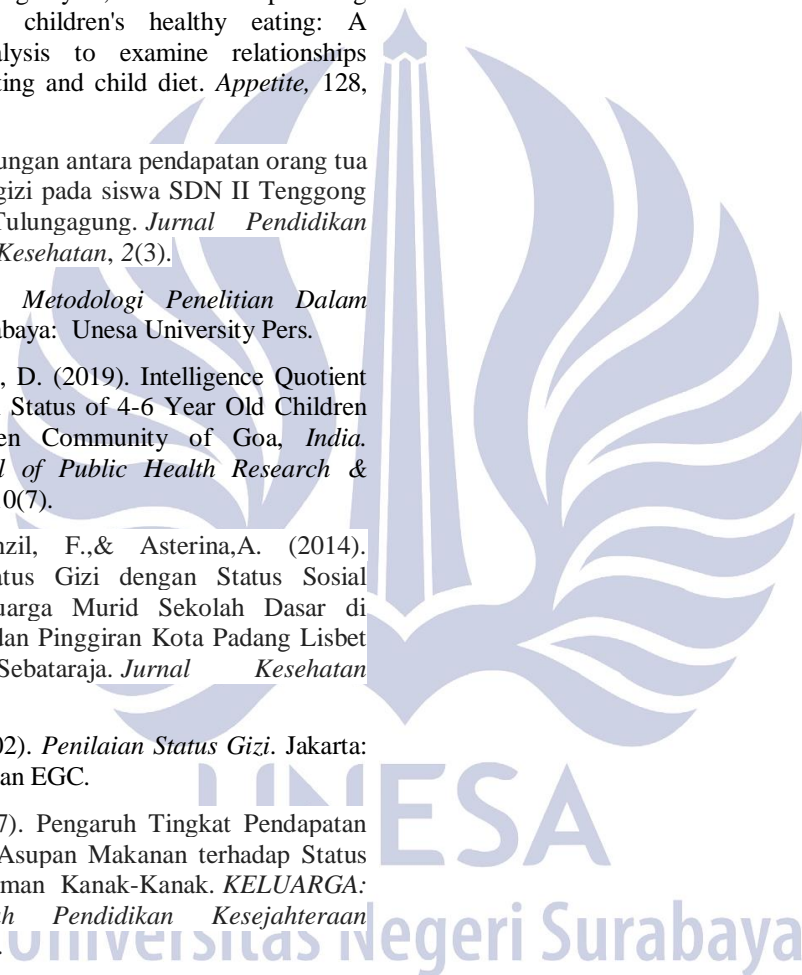 children's healthy eating: A
alysis to examine relationships
ting and child diet. Appetite, 128,
ungan antara pendapatan orang tua
gizi pada siswa SDN II Tenggong
Tulungagung. Jurnal Pendidikan
Kesehatan, 2(3).
Metodologi Penelitian Dalam
abaya: Unesa University Pers.
, D. (2019). Intelligence Quotient
Status of 4-6 Year Old Children
en Community of Goa, India.
l of Public Health Research &
0(7).
nzil, F.,& Asterina,A. (2014).
atus Gizi dengan Status Sosial
uarga Murid Sekolah Dasar di
dan Pinggiran Kota Padang Lisbet
Sebataraja. Jurnal Kesehatan
02). Penilaian Status Gizi. Jakarta:
an EGC.
7). Pengaruh Tingkat Pendapatan
Asupan Makanan terhadap Status
man Kanak-Kanak. KELUARGA:
ah Pendidikan Kesejahteraan
UNESA
Universitas Negeri Surabaya